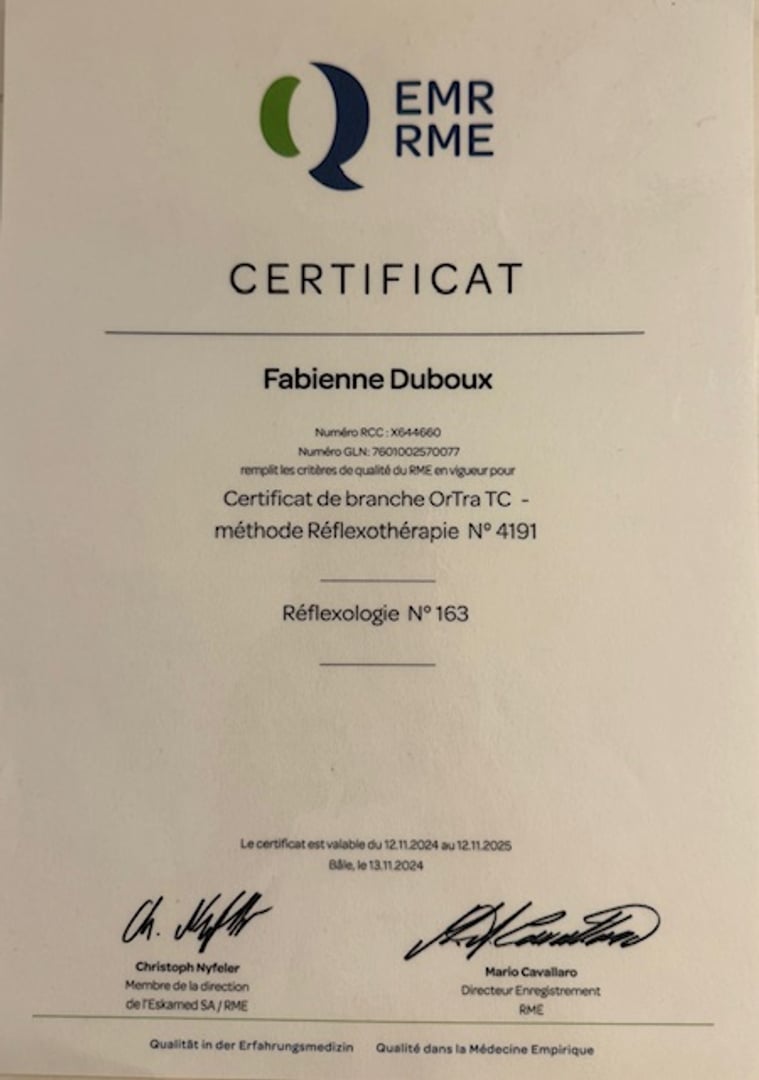 EMR
RME
CERTIFICAT
Fabienne Duboux
Numéro RCC : X644660
Numéro GLN: 7601002570077
remplit les critères de qualité du RME en vigueur pour
Certificat de branche OrTra TC -
méthode Réflexothérapie N° 4191
Réflexologie N° 163
Le certificat est valable du 12.11.2024 au 12.11.2025
Bâle, le 13.11.2024
Christoph Nyfeler
Membre de la direction
de l'Eskamed SA / RME
Mario Cavallaro
Directeur Enregistrement
RME
Qualität in der Erfahrungsmedizin Qualité dans la Médecine Empirique